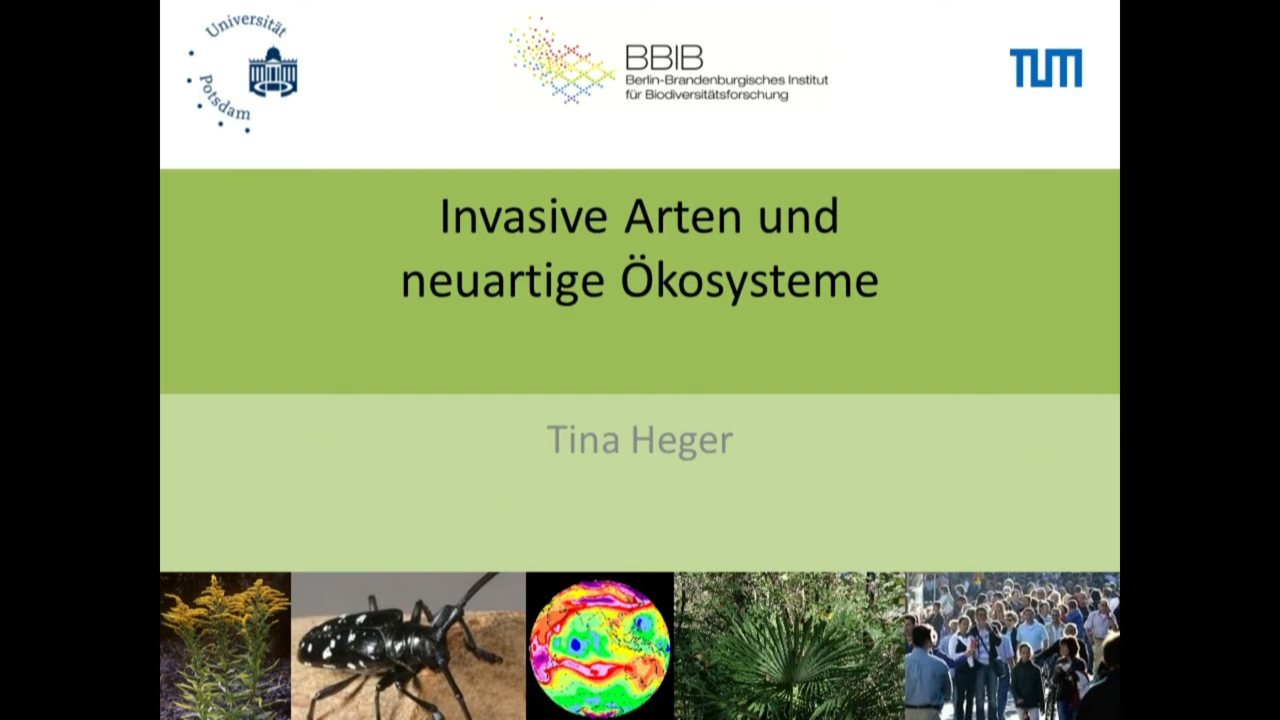 Universität
Potsdam
BBIB
Berlin-Brandenburgisches Institut
für Biodiversitätsforschung
TUM
Invasive Arten und
neuartige Ökosysteme
Tina Heger